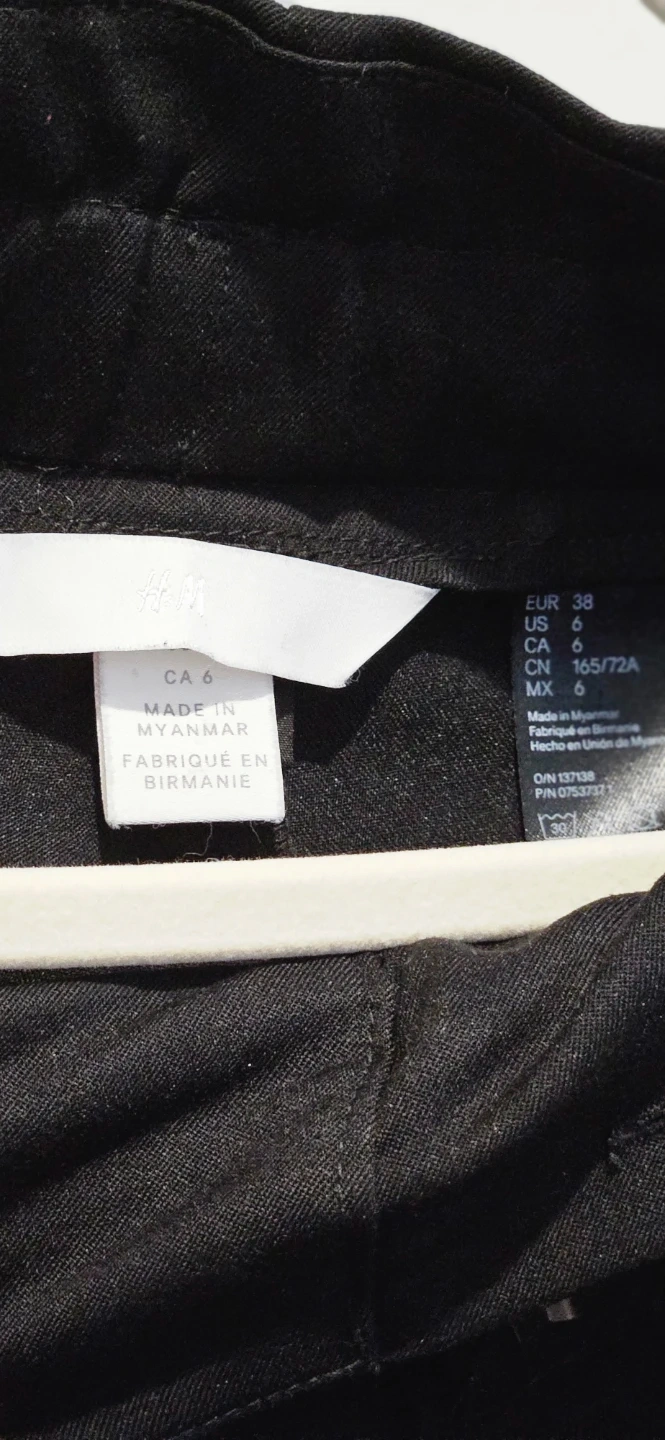 H&M
CA 6
MADE IN
MYANMAR
FABRIQUÉ EN
BIRMANIE
EUR 38
US 6
CA 6
CN 165/72A
MX 6
Made in Myanmar
Fabriqué en Birmanie
Hecho en Unión de
O/N 137138
P/N
30